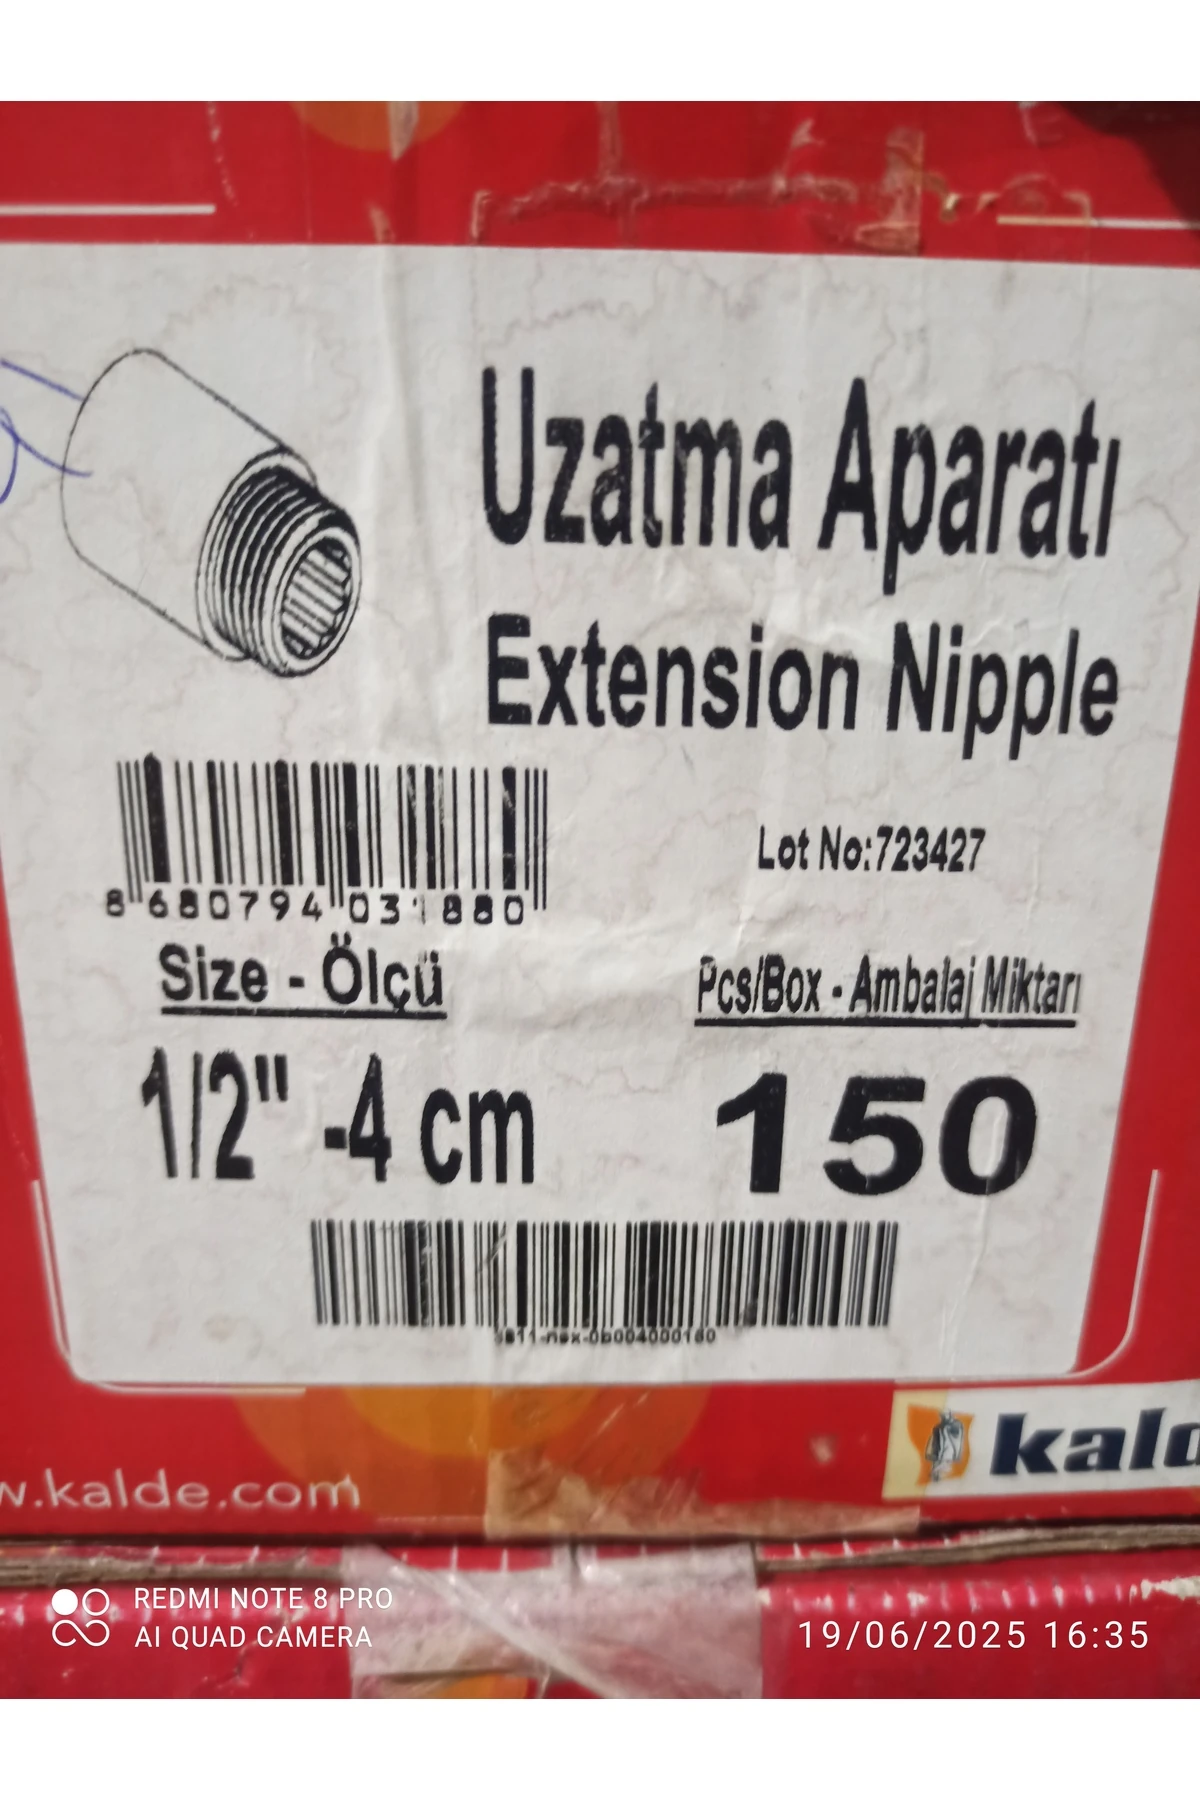 Uzatma Aparatı
Extension Nipple
Lot No:723427
8 680794 031880
Size - Ölçü
Pcs/Box - Ambalaj Miktarı
1/2" -4 cm
150
w.kalde.com
kald
REDMI NOTE 8 PRO
AI QUAD CAMERA
19/06/2025 16:35